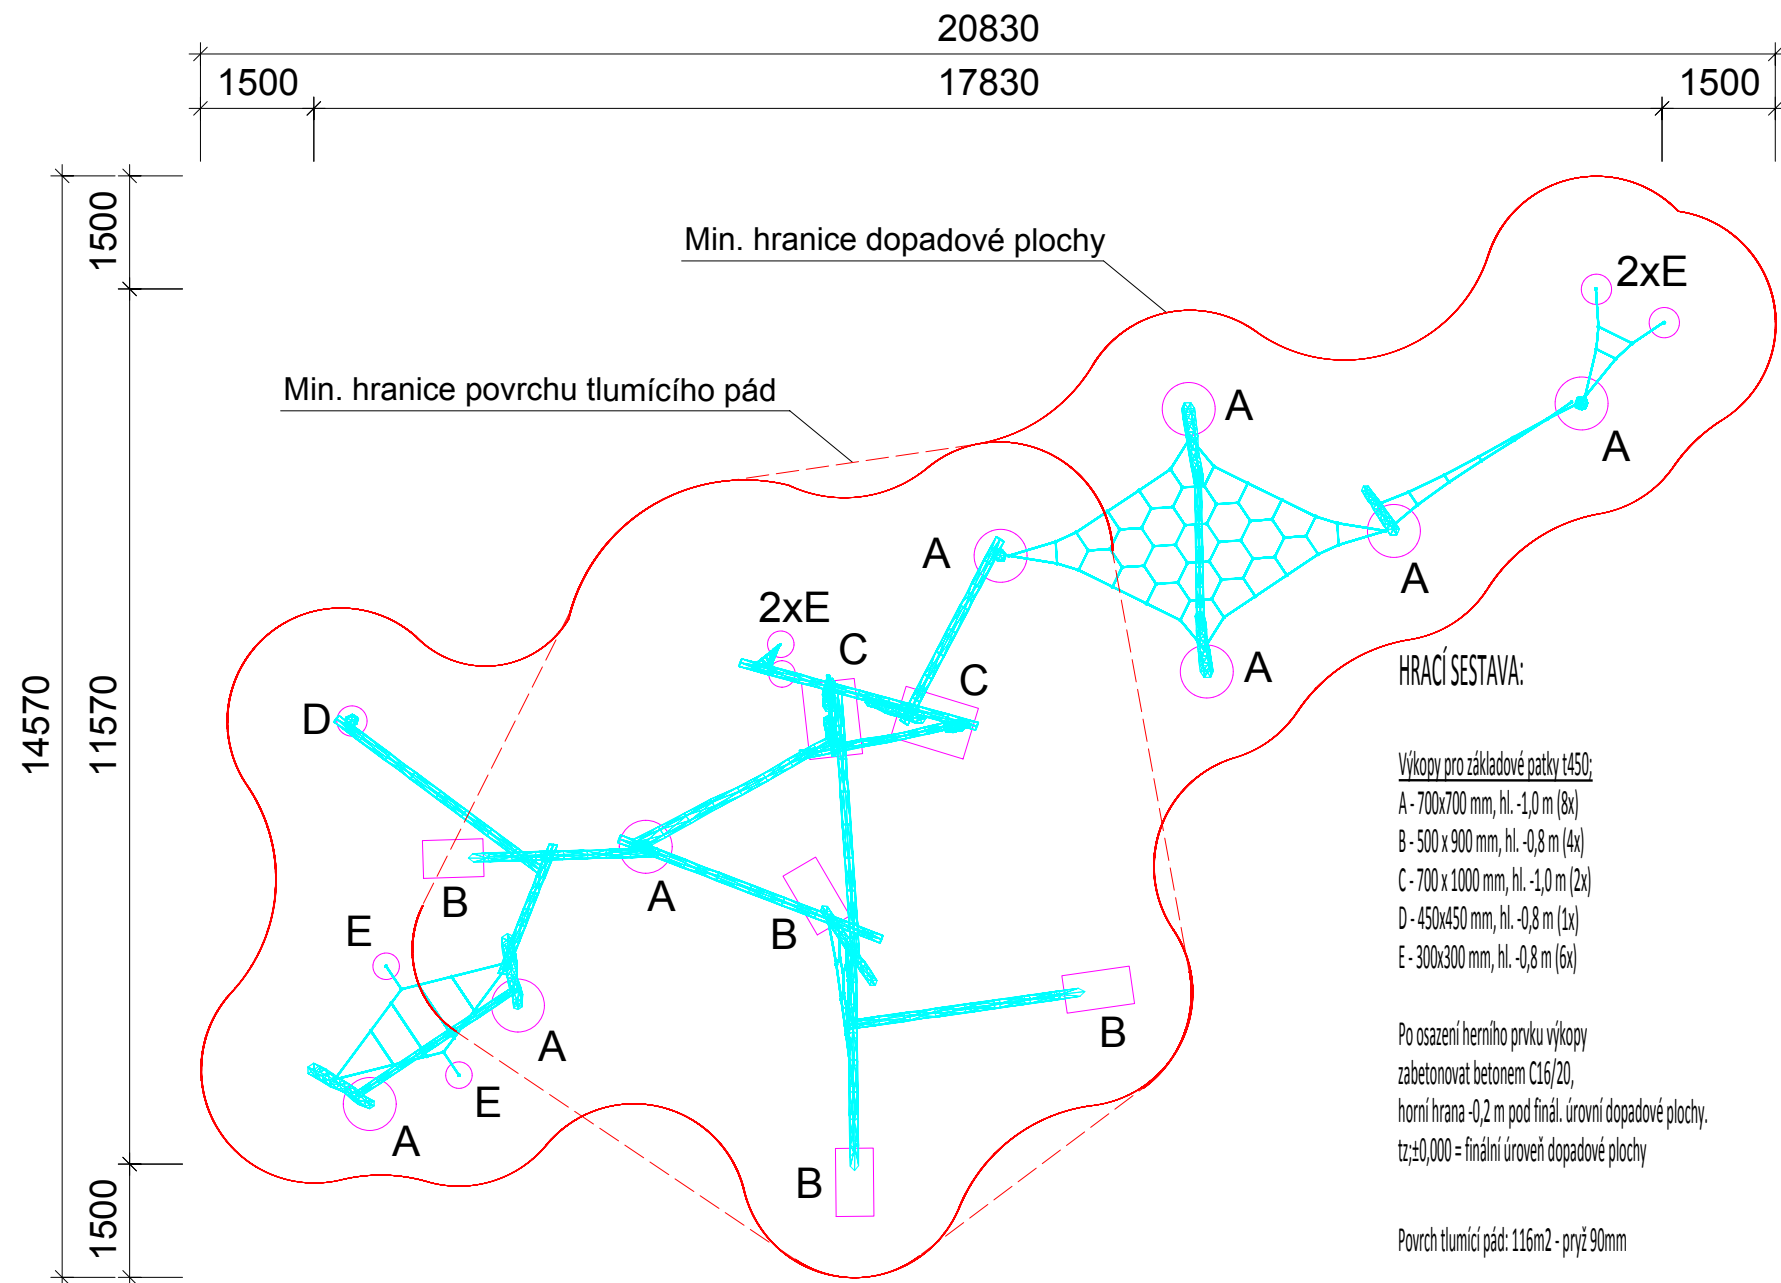 20830
1500
17830
1500
14570
11570
1500
1500
Min. hranice dopadové plochy
Min. hranice povrchu tlumícího pád
2xE
A
A
A
A
A
2xE
C
C
D
B
A
B
E
A
E
A
B
B
HRACÍ SESTAVA:
Výkopy pro základové patky t450;
A - 700x700 mm, hl. -1,0 m (8x)
B - 500 x 900 mm, hl. -0,8 m (4x)
C - 700 x 1000 mm, hl. -1,0 m (2x)
D - 450x450 mm, hl. -0,8 m (1x)
E - 300x300 mm, hl. -0,8 m (6x)
Po osazení herního prvku výkopy
zabetonovat betonem C16/20,
horní hrana -0,2 m pod finál. úrovní dopadové plochy.
tz;±0,000 = finální úroveň dopadové plochy
Povrch tlumící pád: 116m2 - pryž 90mm